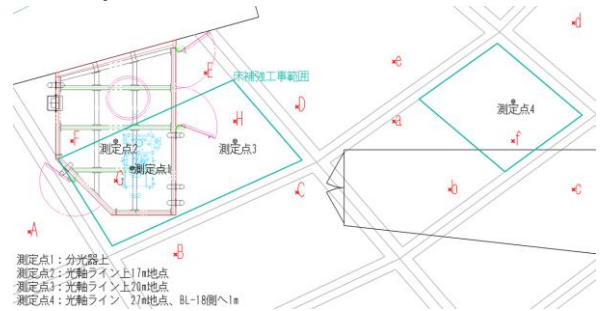 d
E
e
床補強工事範囲
D
測定点4
H
a
F
f
測定点2
測定点3
測定点1
G
C
b
c
A
B
測定点1：分光器上
測定点2：光軸ライン上17m地点
測定点3：光軸ライン上20m地点
測定点4：光軸ライン 27m地点、BL-18側へ1m